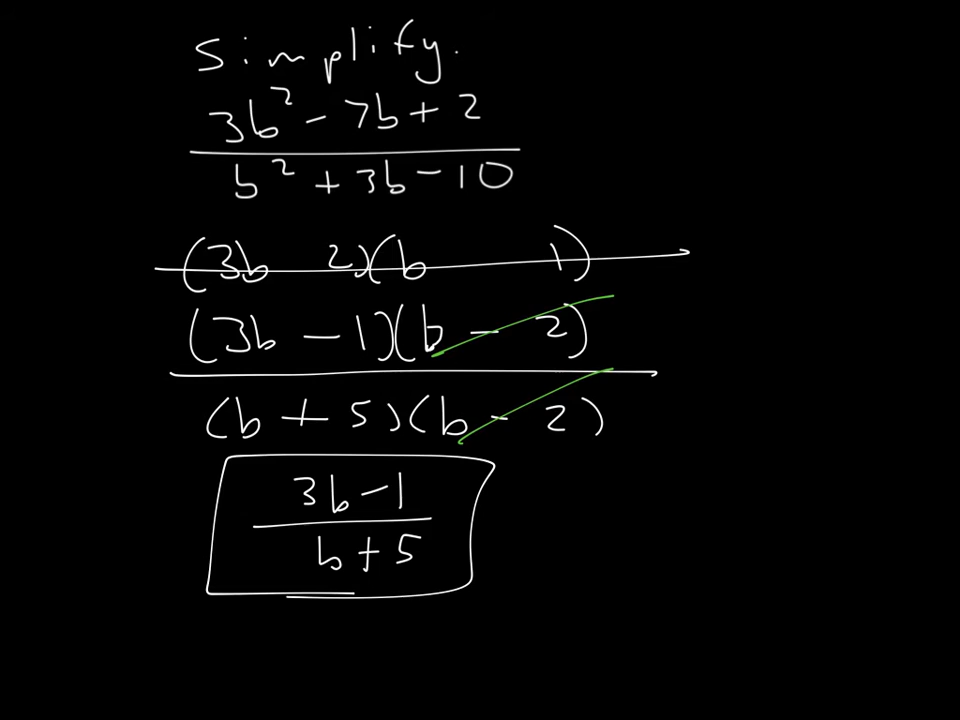 simplify.
3b² - 7b + 2
b² + 3b - 10
(3b 2)(b 1)
(3b - 1)(b - 2)
(b + 5)(b - 2)
3b - 1
b + 5